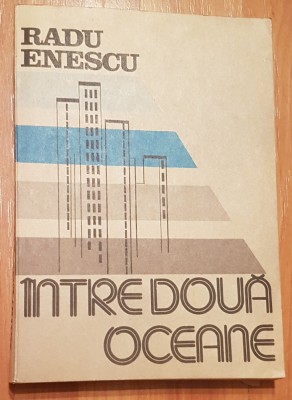 RADU
ENESCU
ÎNTRE DOUĂ
OCEANE